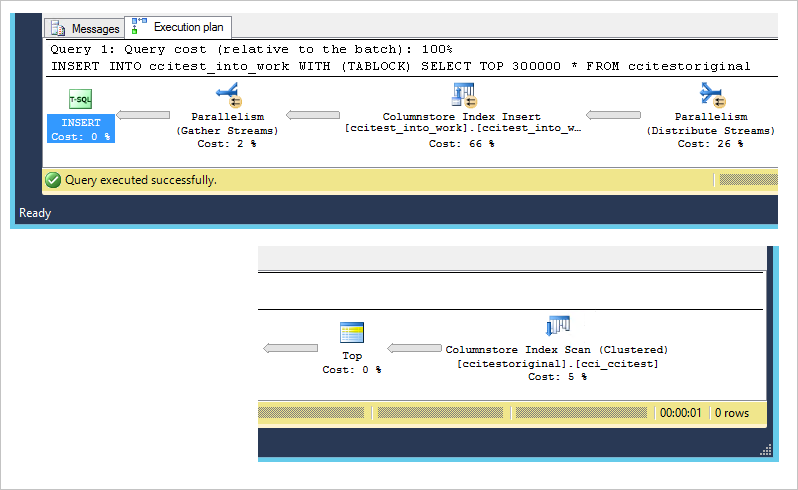 Messages
Execution plan
Query 1: Query cost (relative to the batch): 100%
INSERT INTO ccitest_into_work WITH (TABLOCK) SELECT TOP 300000 * FROM ccitestoriginal
T-SQL
INSERT
Cost: 0 %
Parallelism
(Gather Streams)
Cost: 2 %
Columnstore Index Insert
[ccitest_into_work].[ccitest_into_w…
Cost: 66 %
Parallelism
(Distribute Streams)
Cost: 26 %
Query executed successfully.
Ready
Top
Cost: 0 %
Columnstore Index Scan (Clustered)
[ccitestoriginal].[cci_ccitest]
Cost: 5 %
00:00:01
0 rows